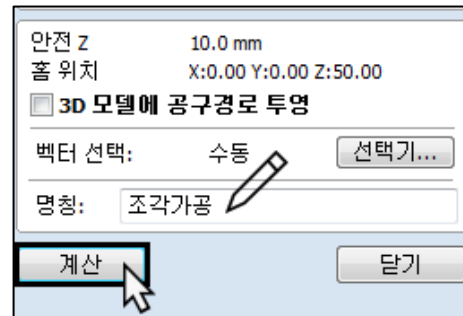 안전 Z 10.0 mm
홈 위치 X:0.00 Y:0.00 Z:50.00
3D 모델에 공구경로 투영
벡터 선택: 수동 선택기...
명칭: 조각가공
계산 닫기